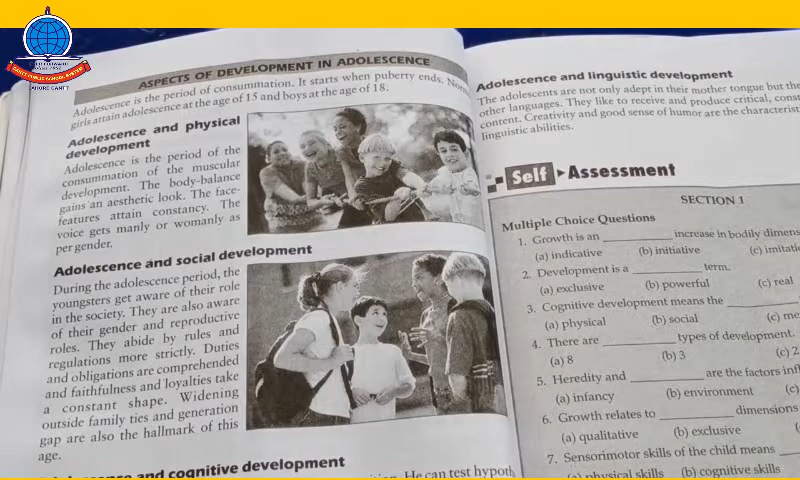 LAHORE CANTT
ASPECTS OF DEVELOPMENT IN ADOLESCENCE
Adolescence is the period of consummation. It starts when puberty ends.
girls attain adolescence at the age of 15 and boys at the age of 18.
Adolescence and physical
development
Adolescence is the period of the
consummation of the muscular
development. The body-balance
gains an aesthetic look. The face-
features attain constancy. The
voice gets manly or womanly as
per gender.
Adolescence and social development
During the adolescence period, the
youngsters get aware of their role
in the society. They are also aware
of their gender and reproductive
roles. They abide by rules and
regulations more strictly. Duties
and obligations are comprehended
and faithfulness and loyalties take
a constant shape. Widening
outside family ties and generation
gap are also the hallmark of this
age.
and cognitive development
He can test hypoth
Adolescence and linguistic development
The adolescents are not only adept in their mother tongue but the
other languages. They like to receive and produce critical, cons
content. Creativity and good sense of humor are the characterist
linguistic abilities.
Self Assessment
SECTION 1
Multiple Choice Questions
1. Growth is an __________ increase in bodily dimens
(a) indicative (b) initiative (c) imitati
2. Development is a __________ term.
(a) exclusive (b) powerful (c) real
3. Cognitive development means the __________
(a) physical (b) social (c) me
4. There are __________ types of development.
(a) 8 (b) 3 (c) 2
5. Heredity and __________ are the factors infl
(a) infancy (b) environment (c)
6. Growth relates to __________ dimensions
(a) qualitative (b) exclusive
7. Sensorimotor skills of the child means
(a) physical skills (b) cognitive skills